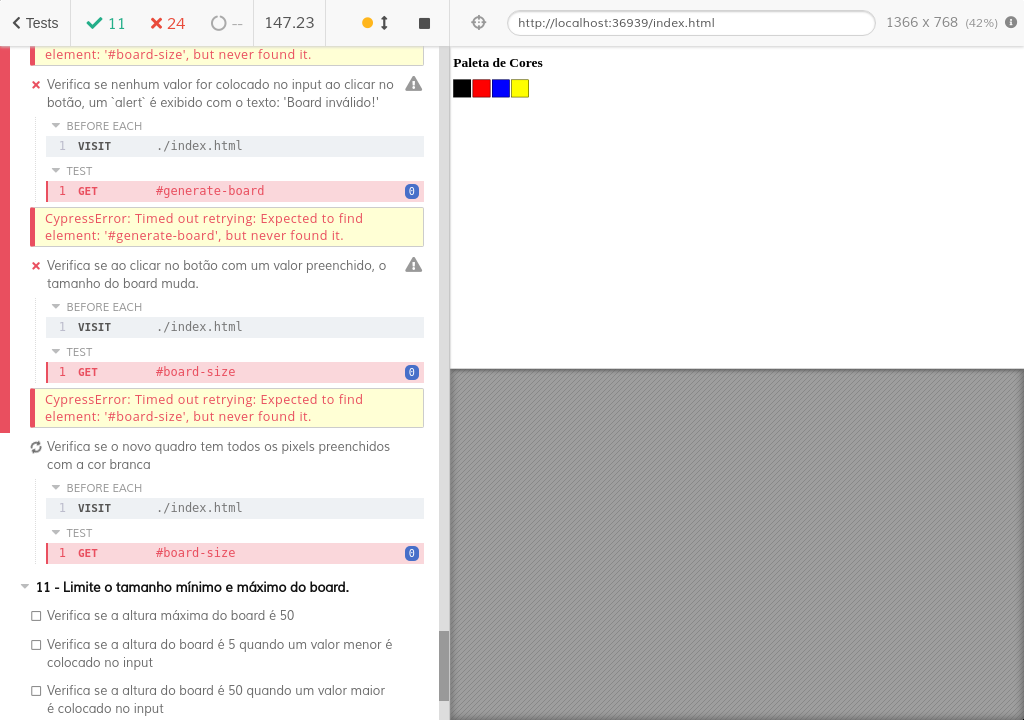 Tests
11
24
--
147.23
http://localhost:36939/index.html
1366 x 768 (42%)
element: '#board-size', but never found it.
Verifica se nenhum valor for colocado no input ao clicar no
botão, um `alert` é exibido com o texto: 'Board inválido!'
BEFORE EACH
1 VISIT ./index.html
TEST
1 GET #generate-board 0
CypressError: Timed out retrying: Expected to find
element: '#generate-board', but never found it.
Verifica se ao clicar no botão com um valor preenchido, o
tamanho do board muda.
BEFORE EACH
1 VISIT ./index.html
TEST
1 GET #board-size 0
CypressError: Timed out retrying: Expected to find
element: '#board-size', but never found it.
Verifica se o novo quadro tem todos os pixels preenchidos
com a cor branca
BEFORE EACH
1 VISIT ./index.html
TEST
1 GET #board-size 0
11 - Limite o tamanho mínimo e máximo do board.
Verifica se a altura máxima do board é 50
Verifica se a altura do board é 5 quando um valor menor é
colocado no input
Verifica se a altura do board é 50 quando um valor maior
é colocado no input
Paleta de Cores